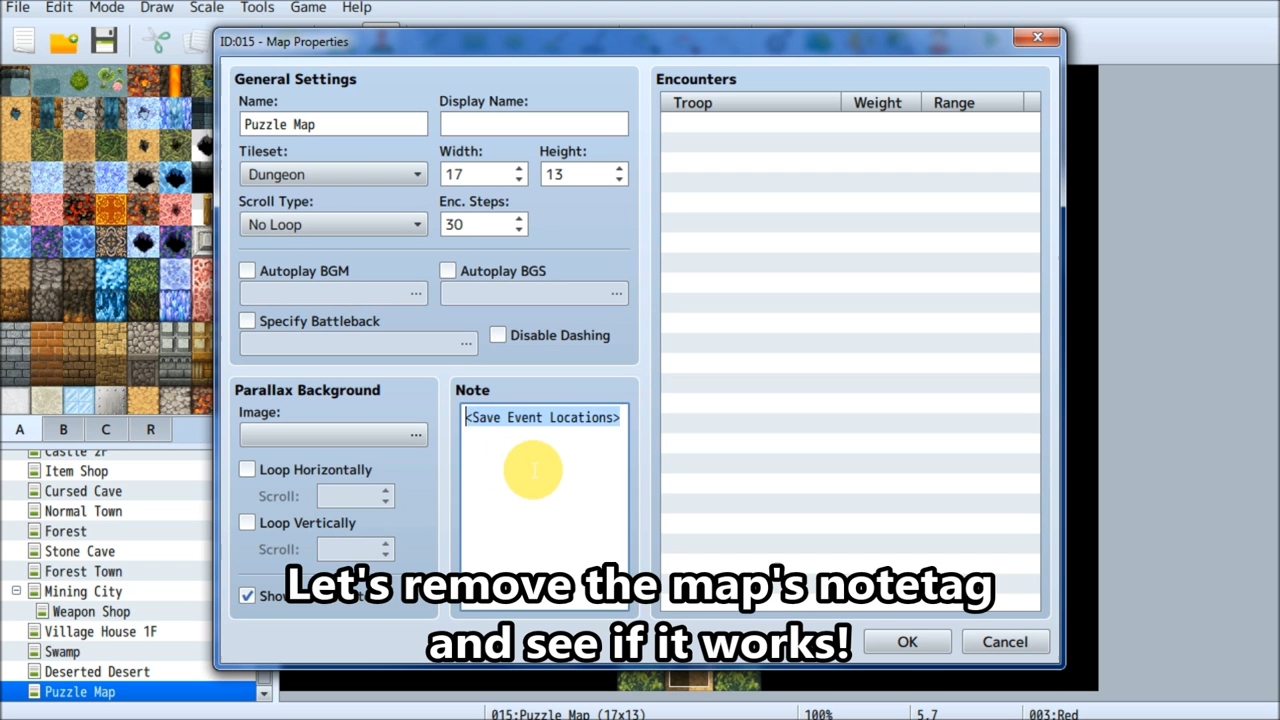 File Edit Mode Draw Scale Tools Game Help
ID:015 - Map Properties
General Settings
Name:
Display Name:
Puzzle Map
Tileset:
Width:
Height:
Dungeon
17
13
Scroll Type:
Enc. Steps:
No Loop
30
Autoplay BGM
Autoplay BGS
...
...
Specify Battleback
Disable Dashing
...
Parallax Background
Image:
...
Loop Horizontally
Scroll:
Loop Vertically
Scroll:
Note
<Save Event Locations>
Encounters
Troop Weight Range
OK
Cancel
A B C R
Item Shop
Cursed Cave
Normal Town
Forest
Stone Cave
Forest Town
Mining City
Weapon Shop
Village House 1F
Swamp
Deserted Desert
Puzzle Map
Let's remove the map's notetag
and see if it works!
015:Puzzle Map (17x13)
100%
5,7
003:Red